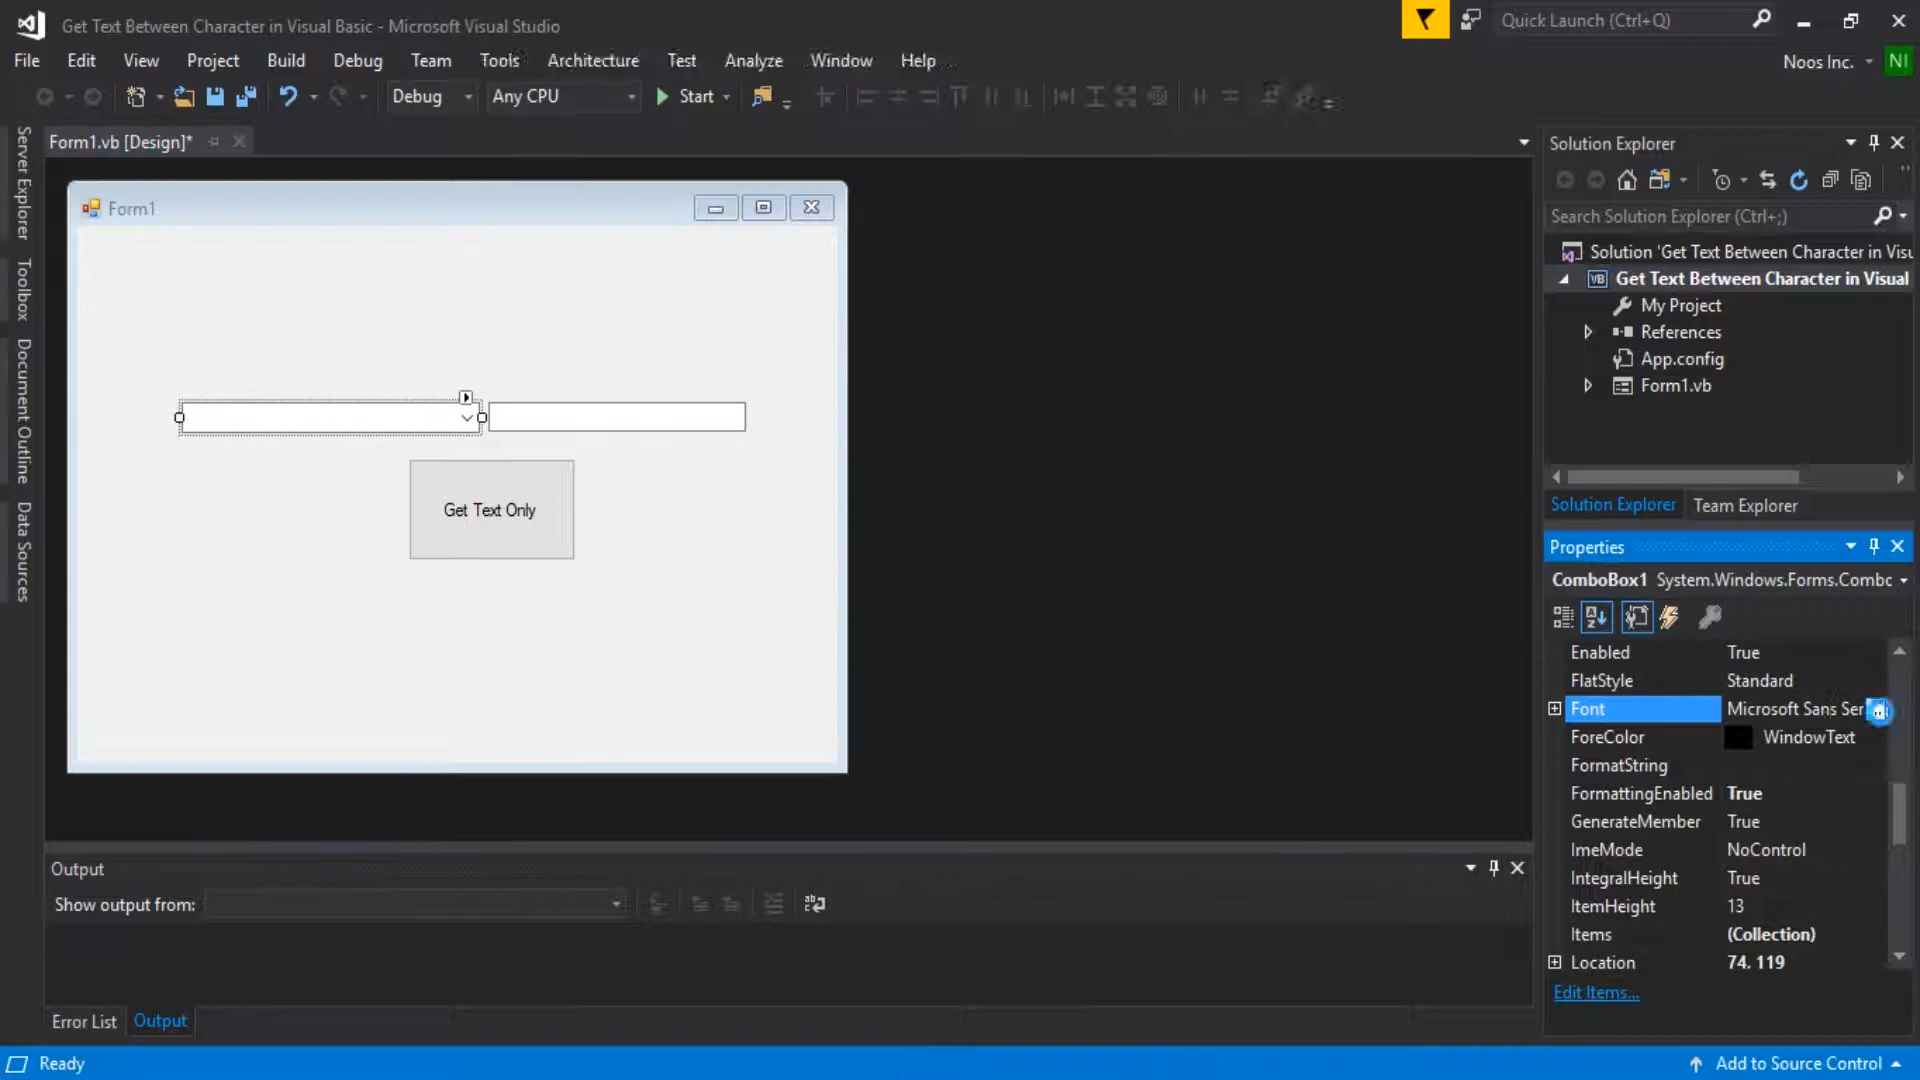 Get Text Between Character in Visual Basic - Microsoft Visual Studio
Quick Launch (Ctrl+Q)
File Edit View Project Build Debug Team Tools Architecture Test Analyze Window Help
Noos Inc. NI
Debug Any CPU Start
Server Explorer
Toolbox
Document Outline
Data Sources
Form1.vb [Design]*
Form1
Get Text Only
Solution Explorer
Search Solution Explorer (Ctrl+;)
Solution 'Get Text Between Character in Visu
VB Get Text Between Character in Visual
My Project
References
App.config
Form1.vb
Solution Explorer Team Explorer
Properties
ComboBox1 System.Windows.Forms.Combc
Enabled True
FlatStyle Standard
Font Microsoft Sans Ser
ForeColor WindowText
FormatString
FormattingEnabled True
GenerateMember True
ImeMode NoControl
IntegralHeight True
ItemHeight 13
Items (Collection)
Location 74, 119
Edit Items...
Output
Show output from:
Error List Output
Ready
Add to Source Control